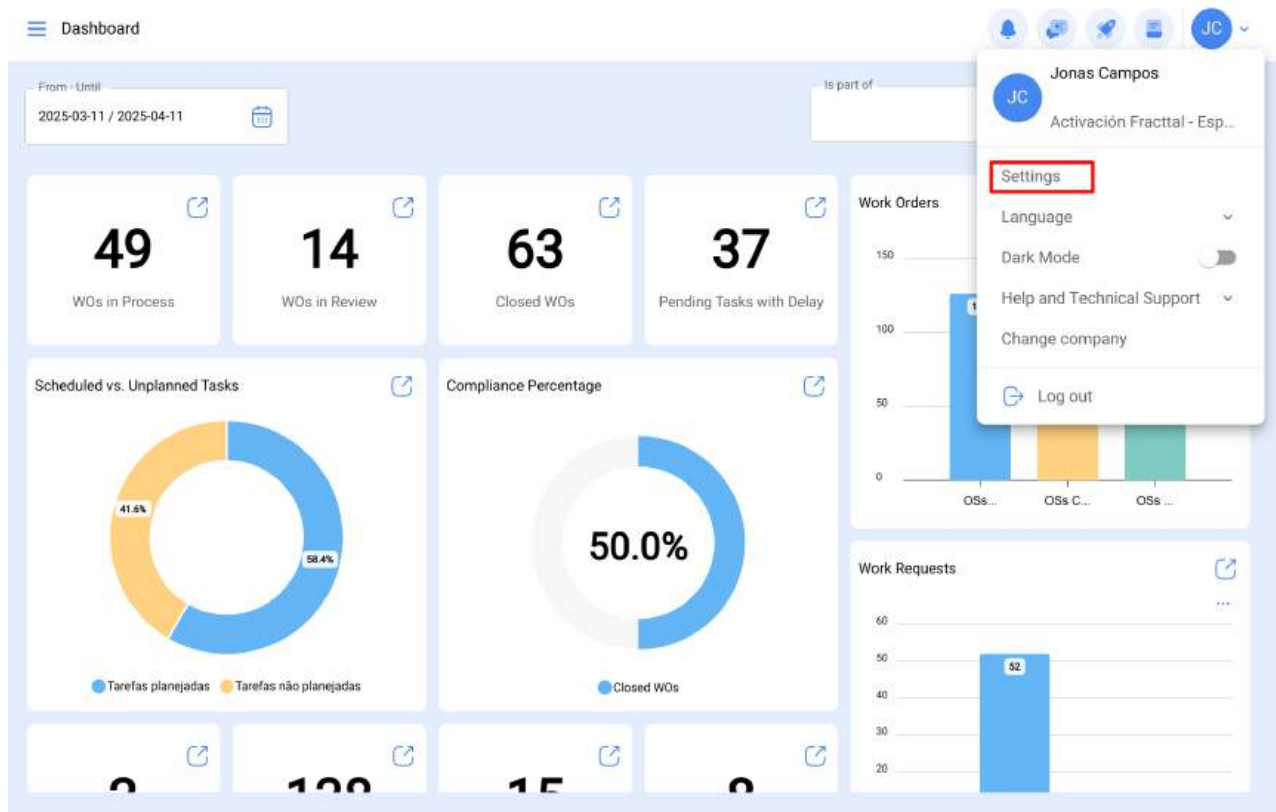 Dashboard
JC
From - Until
2025-03-11 / 2025-04-11
Is part of
JC
Jonas Campos
Activación Fracttal - Esp...
Settings
Language
Dark Mode
Help and Technical Support
Change company
Log out
49
WOs in Process
14
WOs in Review
63
Closed WOs
37
Pending Tasks with Delay
Work Orders
150
100
50
0
OSs...
OSs C...
OSs ...
Scheduled vs. Unplanned Tasks
41.6%
58.4%
Tarefas planejadas
Tarefas não planejadas
Compliance Percentage
50.0%
Closed WOs
Work Requests
...
60
50
52
40
30
20